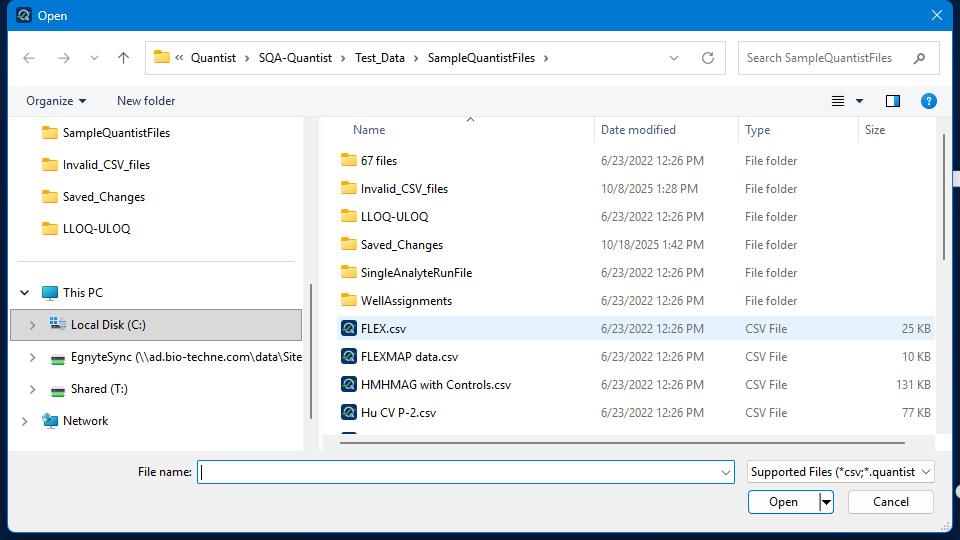 Open
« Quantist > SQA-Quantist > Test_Data > SampleQuantistFiles >
Search SampleQuantistFiles
Organize
New folder
SampleQuantistFiles
Invalid_CSV_files
Saved_Changes
LLOQ-ULOQ
This PC
Local Disk (C:)
EgnyteSync (\\ad.bio-techne.com\data\Site
Shared (T:)
Network
Name Date modified Type Size
67 files 6/23/2022 12:26 PM File folder
Invalid_CSV_files 10/8/2025 1:28 PM File folder
LLOQ-ULOQ 6/23/2022 12:26 PM File folder
Saved_Changes 10/18/2025 1:42 PM File folder
SingleAnalyteRunFile 6/23/2022 12:26 PM File folder
WellAssignments 6/23/2022 12:26 PM File folder
FLEX.csv 6/23/2022 12:26 PM CSV File 25 KB
FLEXMAP data.csv 6/23/2022 12:26 PM CSV File 10 KB
HMHMAG with Controls.csv 6/23/2022 12:26 PM CSV File 131 KB
Hu CV P-2.csv 6/23/2022 12:26 PM CSV File 77 KB
File name:
Supported Files (*csv;*.quantist
Open
Cancel